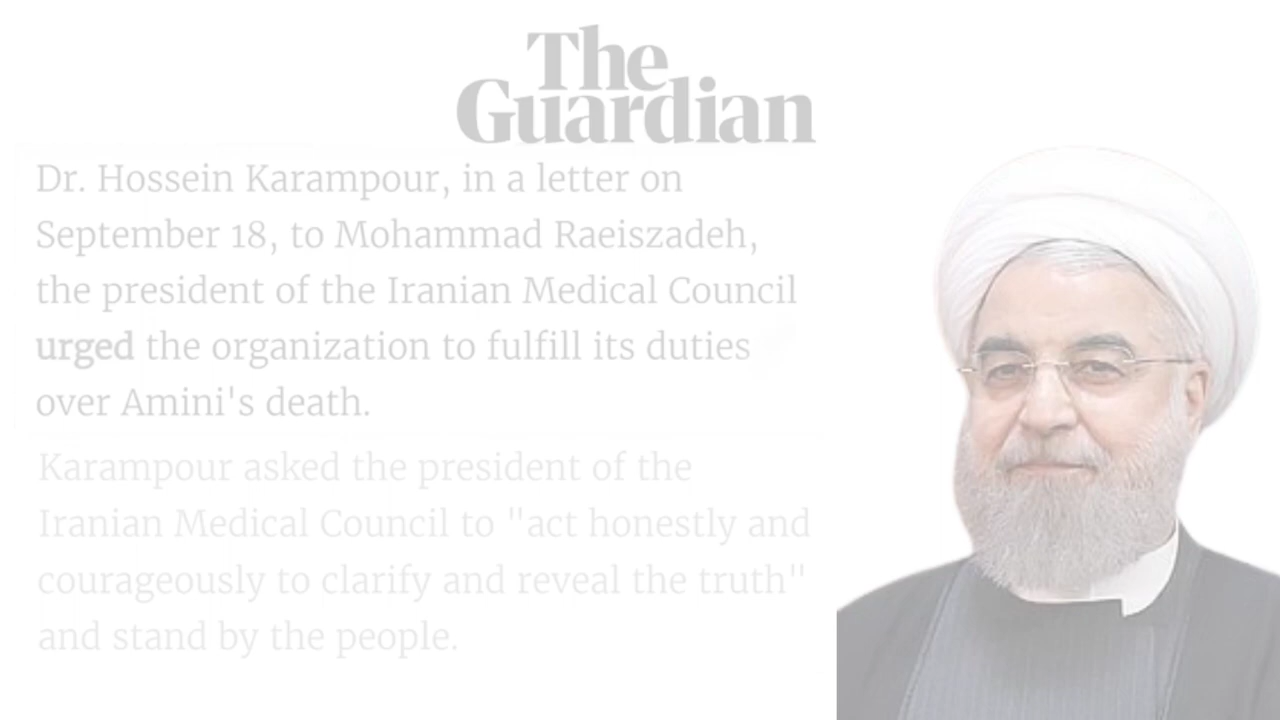 The
Guardian
Dr. Hossein Karampour, in a letter on
September 18, to Mohammad Raeiszadeh,
the president of the Iranian Medical Council
urged the organization to fulfill its duties
over Amini's death.
Karampour asked the president of the
Iranian Medical Council to "act honestly and
courageously to clarify and reveal the truth"
and stand by the people.